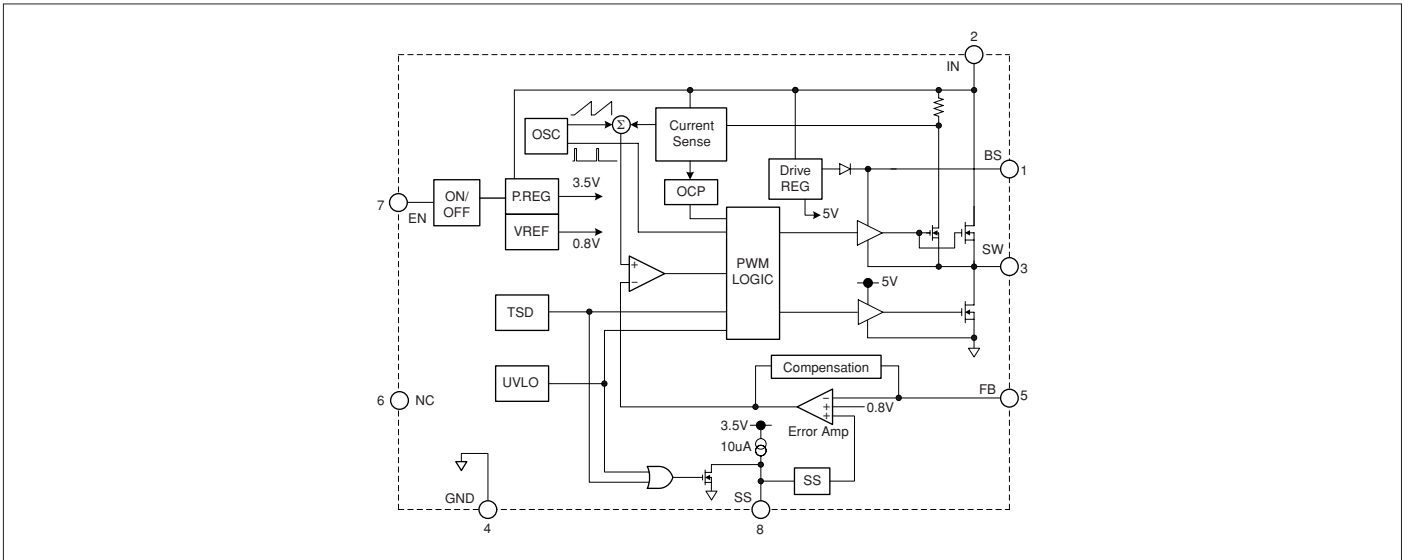 2
IN
OSC
Σ
Current
Sense
BS
1
Drive
REG
5V
OCP
7
EN
ON/
OFF
P.REG
3.5V
VREF
0.8V
PWM
LOGIC
SW
3
+
−
5V
TSD
UVLO
Compensation
6
NC
FB
5
−
+
+
0.8V
Error Amp
3.5V
10uA
SS
GND
4
SS
8